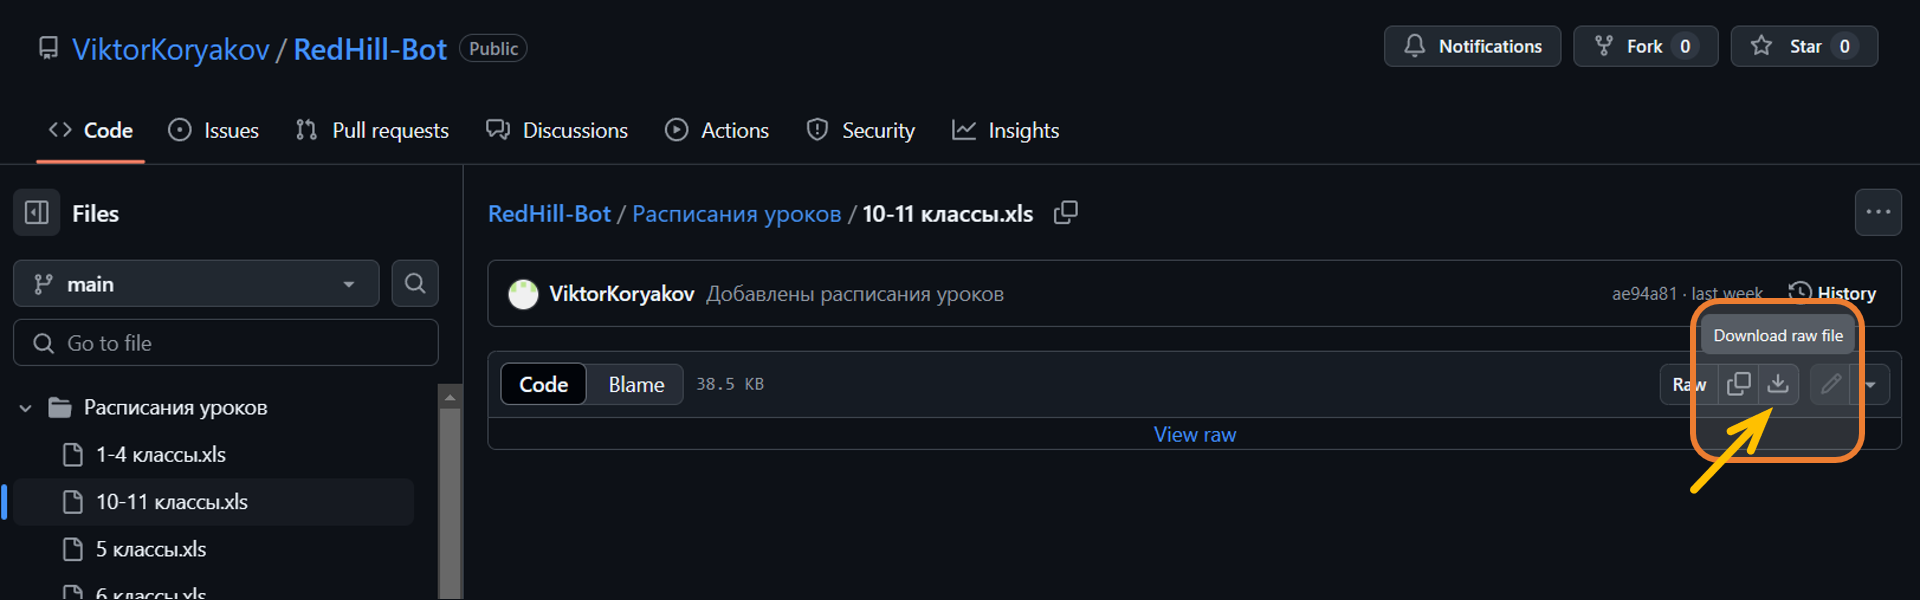 ViktorKoryakov / RedHill-Bot Public
Notifications Fork 0 Star 0
Code Issues Pull requests Discussions Actions Security Insights
Files
main
Go to file
Расписания уроков
1-4 классы.xls
10-11 классы.xls
5 классы.xls
6 классы.xls
RedHill-Bot / Расписания уроков / 10-11 классы.xls
ViktorKoryakov Добавлены расписания уроков
ae94a81 · last week History
Download raw file
Code Blame 38.5 KB
Raw
View raw